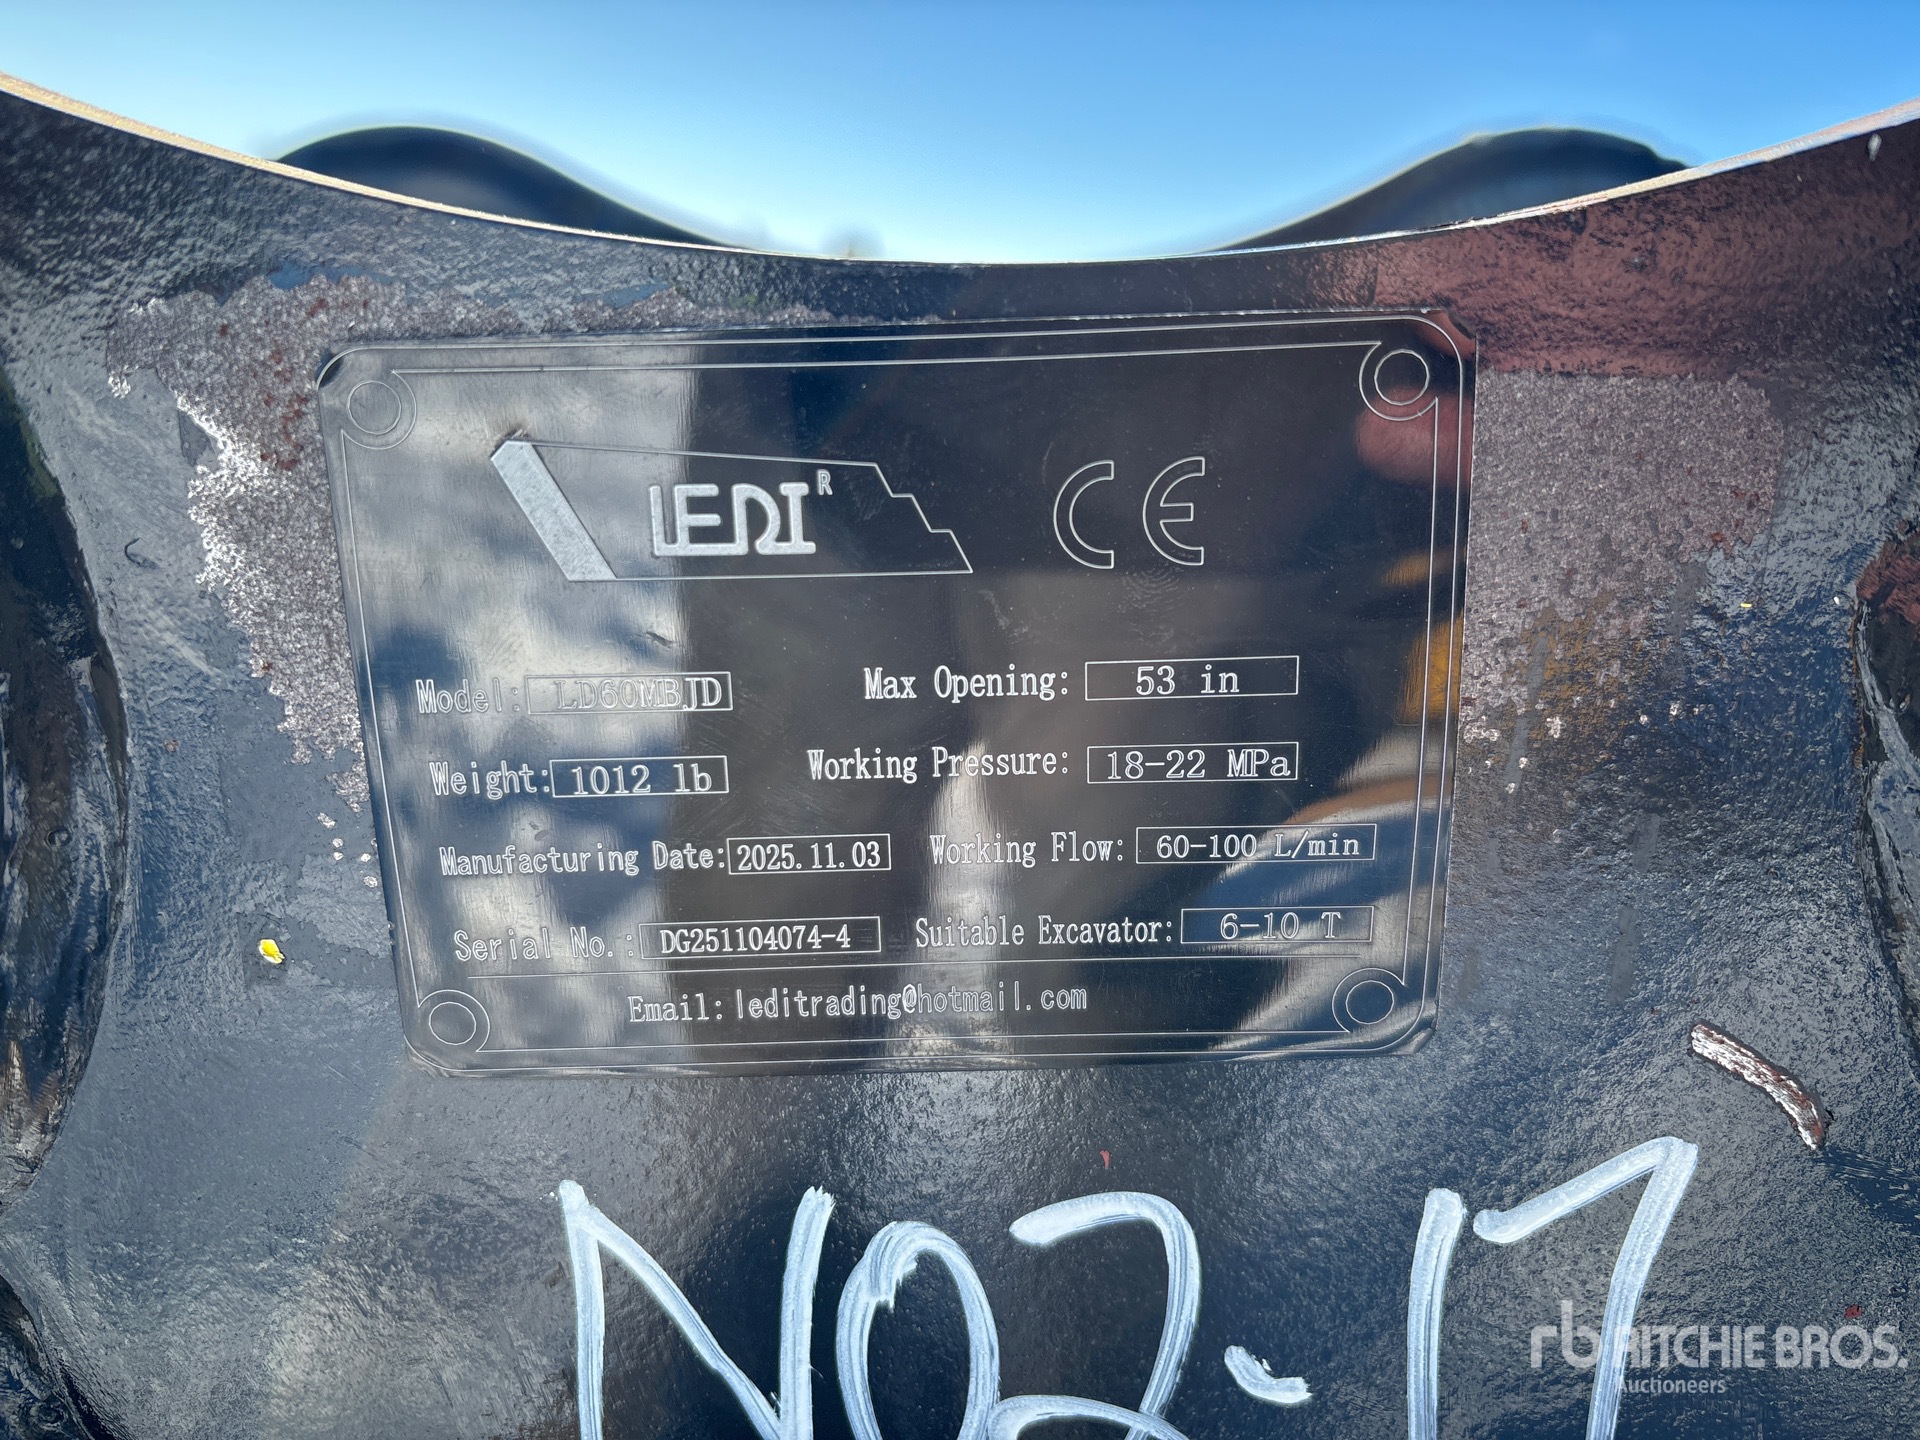 LEDI R CE
Model: LD60MBJD Max Opening: 53 in
Weight: 1012 lb Working Pressure: 18-22 MPa
Manufacturing Date: 2025.11.03 Working Flow: 60-100 L/min
Serial No.: DG251104074-4 Suitable Excavator: 6-10 T
Email: leditrading@hotmail.com
NO2-17
rb RITCHIE BROS.
Auctioneers